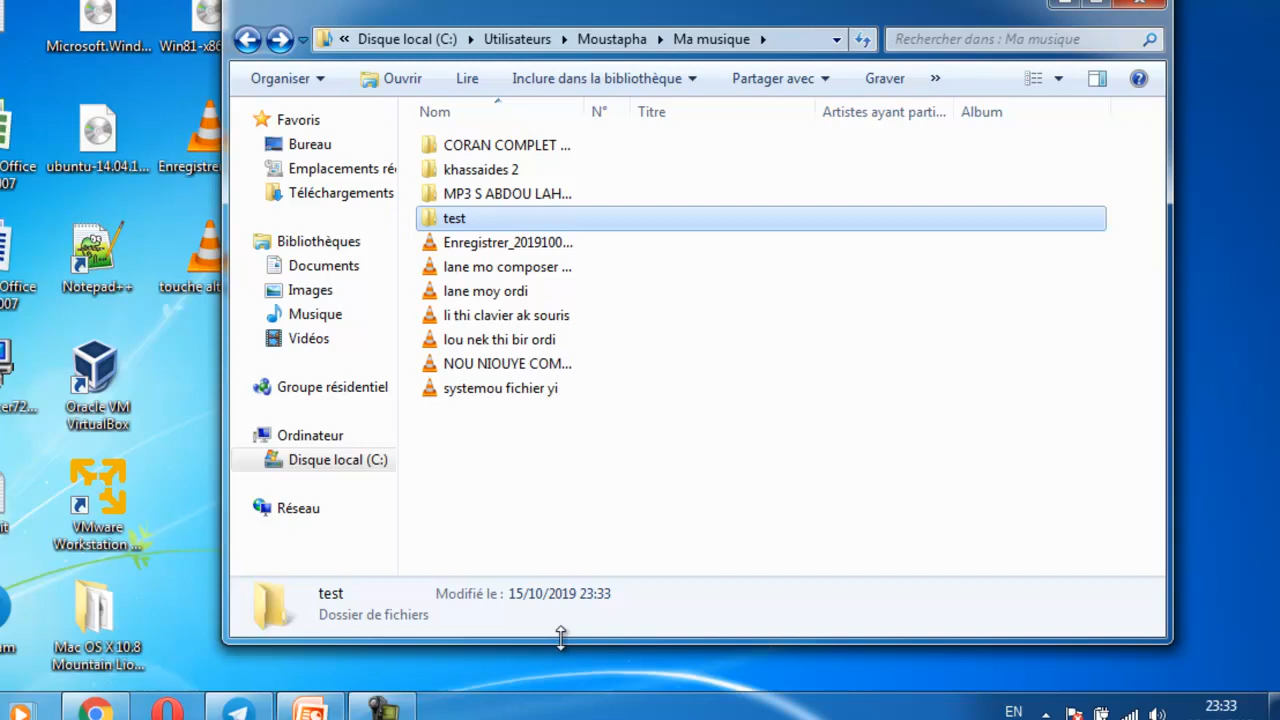 Microsoft.Wind...
Win81-x86
Office
007
ubuntu-14.04.1...
Enregistre
Office
007
Notepad++
touche alt
Oracle VM
VirtualBox
VMware
Workstation ...
Mac OS X 10.8
Mountain Lio...
« Disque local (C:) ▸ Utilisateurs ▸ Moustapha ▸ Ma musique ▸
Rechercher dans : Ma musique
Organiser Ouvrir Lire Inclure dans la bibliothèque Partager avec Graver »
Favoris
Bureau
Emplacements ré
Téléchargements
Bibliothèques
Documents
Images
Musique
Vidéos
Groupe résidentiel
Ordinateur
Disque local (C:)
Réseau
Nom N° Titre Artistes ayant parti... Album
CORAN COMPLET ...
khassaides 2
MP3 S ABDOU LAH...
test
Enregistrer_2019100...
lane mo composer ...
lane moy ordi
li thi clavier ak souris
lou nek thi bir ordi
NOU NIOUYE COM...
systemou fichier yi
test Modifié le : 15/10/2019 23:33
Dossier de fichiers
EN 23:33